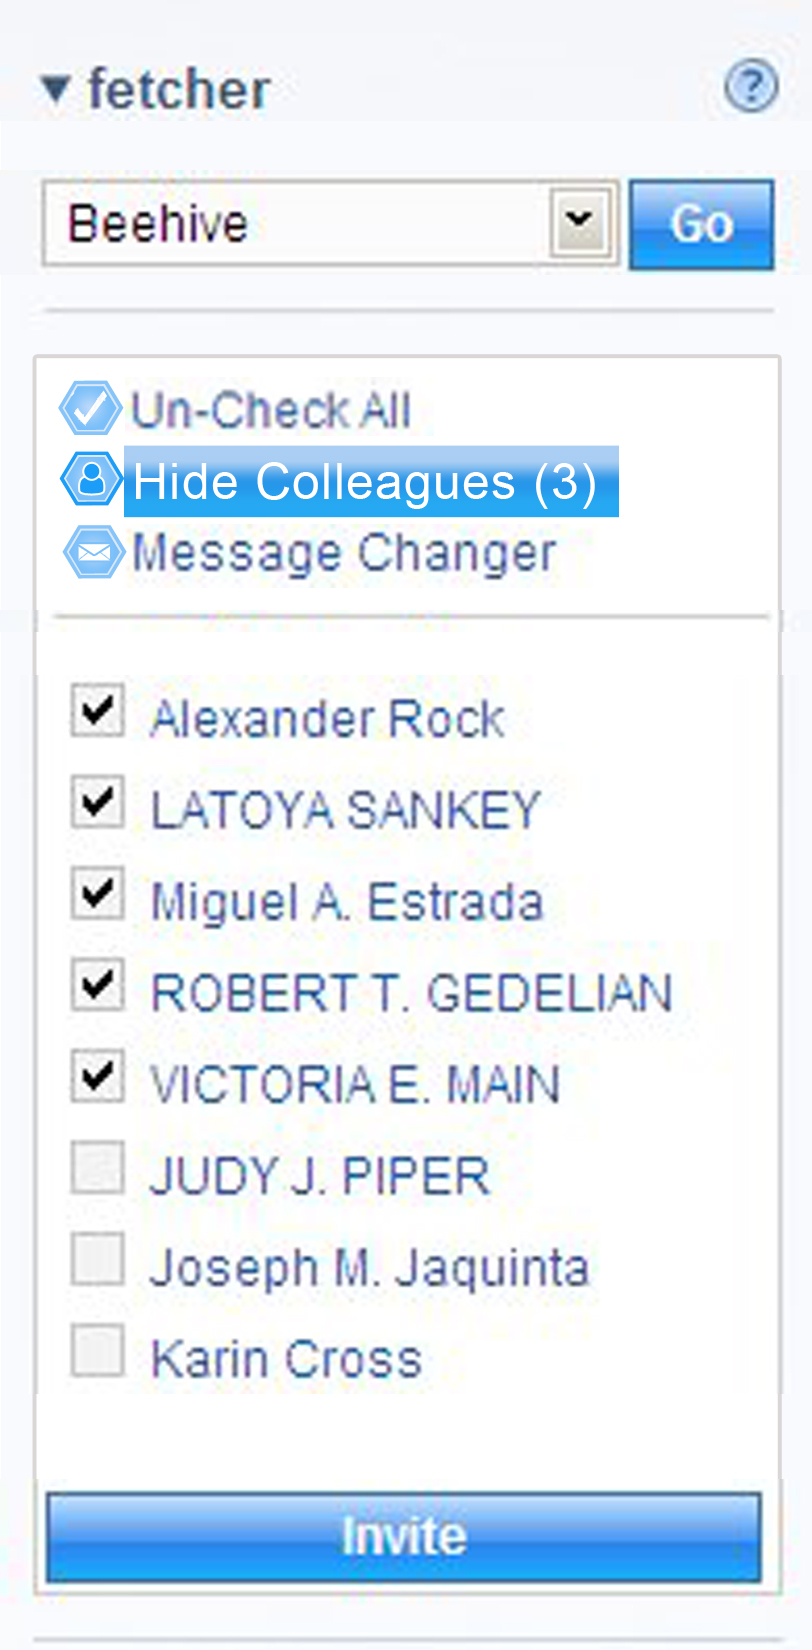 fetcher ?
Beehive Go
Un-Check All
Hide Colleagues (3)
Message Changer
Alexander Rock
LATOYA SANKEY
Miguel A. Estrada
ROBERT T. GEDELIAN
VICTORIA E. MAIN
JUDY J. PIPER
Joseph M. Jaquinta
Karin Cross
Invite